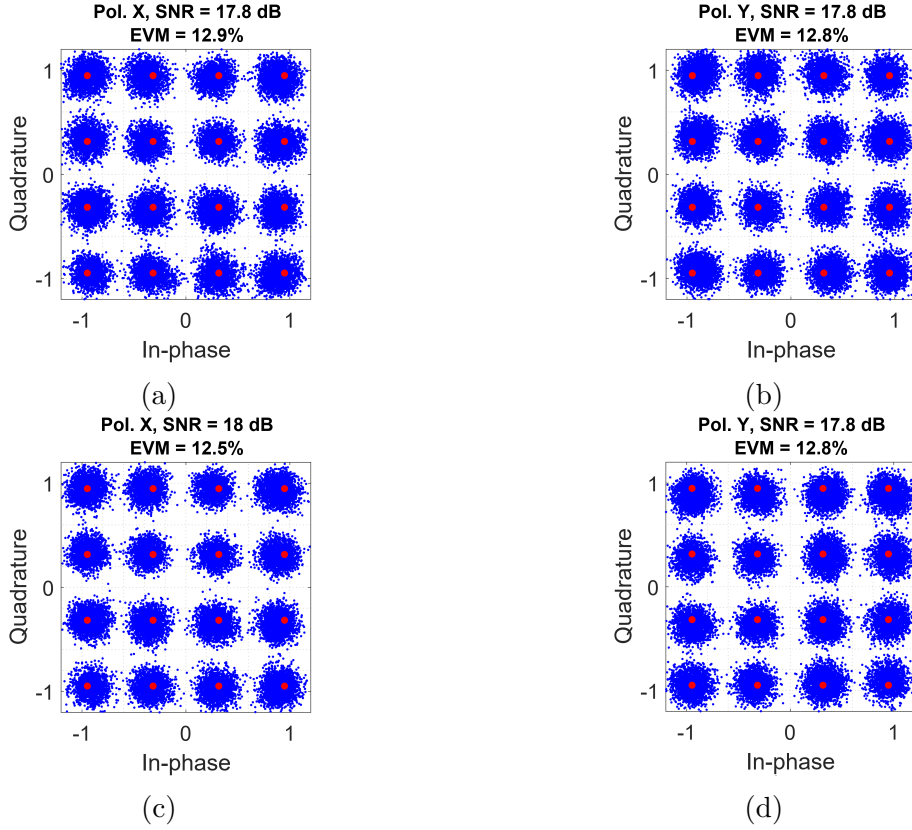 Pol. X, SNR = 17.8 dB
EVM = 12.9%
1
0
-1
Quadrature
-1 0 1
In-phase
(a)
Pol. Y, SNR = 17.8 dB
EVM = 12.8%
1
0
-1
Quadrature
-1 0 1
In-phase
(b)
Pol. X, SNR = 18 dB
EVM = 12.5%
1
0
-1
Quadrature
-1 0 1
In-phase
(c)
Pol. Y, SNR = 17.8 dB
EVM = 12.8%
1
0
-1
Quadrature
-1 0 1
In-phase
(d)